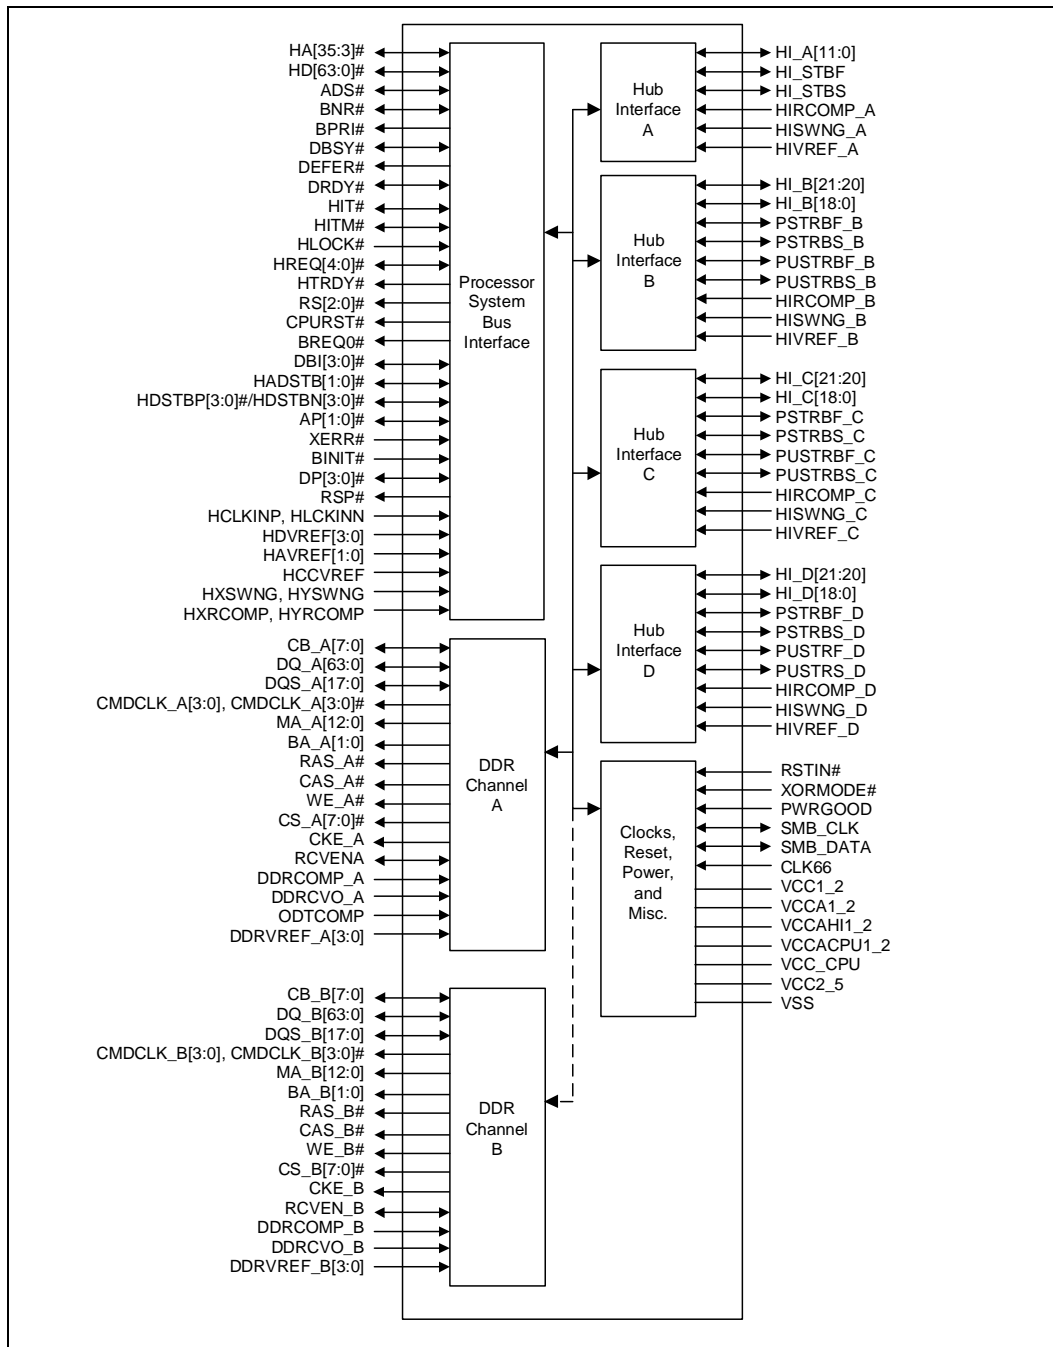 HA[35:3]#
HD[63:0]#
ADS#
BNR#
BPRI#
DBSY#
DEFER#
DRDY#
HIT#
HITM#
HLOCK#
HREQ[4:0]#
HTRDY#
RS[2:0]#
CPURST#
BREQ0#
DBI[3:0]#
HADSTB[1:0]#
HDSTBP[3:0]#/HDSTBN[3:0]#
AP[1:0]#
XERR#
BINIT#
DP[3:0]#
RSP#
HCLKINP, HLCKINN
HDVREF[3:0]
HAVREF[1:0]
HCCVREF
HXSWNG, HYSWNG
HXRCOMP, HYRCOMP
Processor
System
Bus
Interface
CB_A[7:0]
DQ_A[63:0]
DQS_A[17:0]
CMDCLK_A[3:0], CMDCLK_A[3:0]#
MA_A[12:0]
BA_A[1:0]
RAS_A#
CAS_A#
WE_A#
CS_A[7:0]#
CKE_A
RCVENA
DDRCOMP_A
DDRCVO_A
ODTCOMP
DDRVREF_A[3:0]
DDR
Channel
A
CB_B[7:0]
DQ_B[63:0]
DQS_B[17:0]
CMDCLK_B[3:0], CMDCLK_B[3:0]#
MA_B[12:0]
BA_B[1:0]
RAS_B#
CAS_B#
WE_B#
CS_B[7:0]#
CKE_B
RCVEN_B
DDRCOMP_B
DDRCVO_B
DDRVREF_B[3:0]
DDR
Channel
B
Hub
Interface
A
HI_A[11:0]
HI_STBF
HI_STBS
HIRCOMP_A
HISWNG_A
HIVREF_A
Hub
Interface
B
HI_B[21:20]
HI_B[18:0]
PSTRBF_B
PSTRBS_B
PUSTRBF_B
PUSTRBS_B
HIRCOMP_B
HISWNG_B
HIVREF_B
Hub
Interface
C
HI_C[21:20]
HI_C[18:0]
PSTRBF_C
PSTRBS_C
PUSTRBF_C
PUSTRBS_C
HIRCOMP_C
HISWNG_C
HIVREF_C
Hub
Interface
D
HI_D[21:20]
HI_D[18:0]
PSTRBF_D
PSTRBS_D
PUSTRF_D
PUSTRS_D
HIRCOMP_D
HISWNG_D
HIVREF_D
Clocks,
Reset,
Power,
and
Misc.
RSTIN#
XORMODE#
PWRGOOD
SMB_CLK
SMB_DATA
CLK66
VCC1_2
VCCA1_2
VCCAHI1_2
VCCACPU1_2
VCC_CPU
VCC2_5
VSS